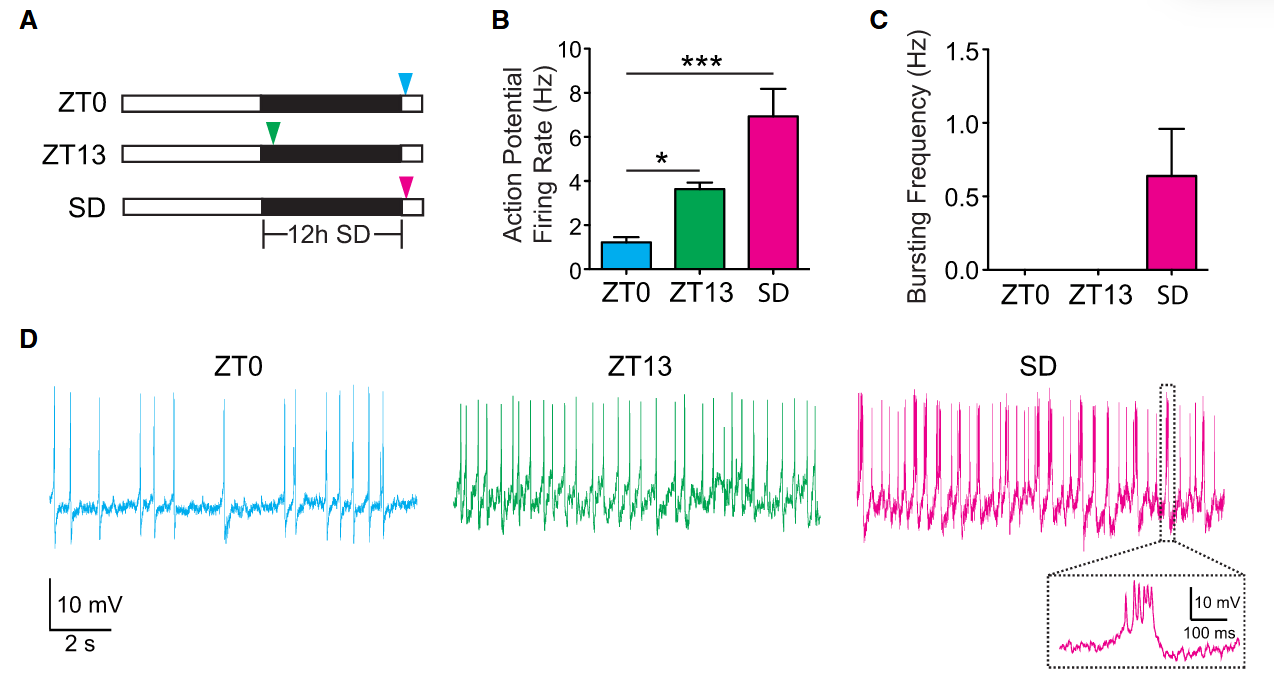 A
ZT0
ZT13
SD
12h SD
B
Action Potential
Firing Rate (Hz)
10
8
6
4
2
0
***
*
ZT0 ZT13 SD
C
Bursting Frequency (Hz)
1.5
1.0
0.5
0.0
ZT0 ZT13 SD
D
ZT0 ZT13 SD
10 mV
2 s
10 mV
100 ms